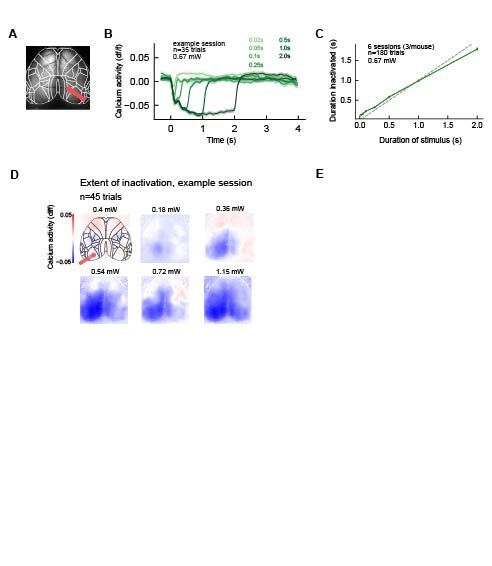 A
B
example session
n=35 trials
0.67 mW
0.02s
0.05s
0.1s
0.25s
0.5s
1.0s
2.0s
Calcium activity (df/f)
0.05
0.00
−0.05
0
1
2
3
4
Time (s)
C
6 sessions (3/mouse)
n=180 trials
0.67 mW
Duration inactivated (s)
1.5
1.0
0.5
0.0
0.5
1.0
2.0
Duration of stimulus (s)
D
Extent of inactivation, example session
n=45 trials
Calcium activity (df/f)
0.05
−0.05
0.4 mW
0.18 mW
0.36 mW
0.54 mW
0.72 mW
1.15 mW
E